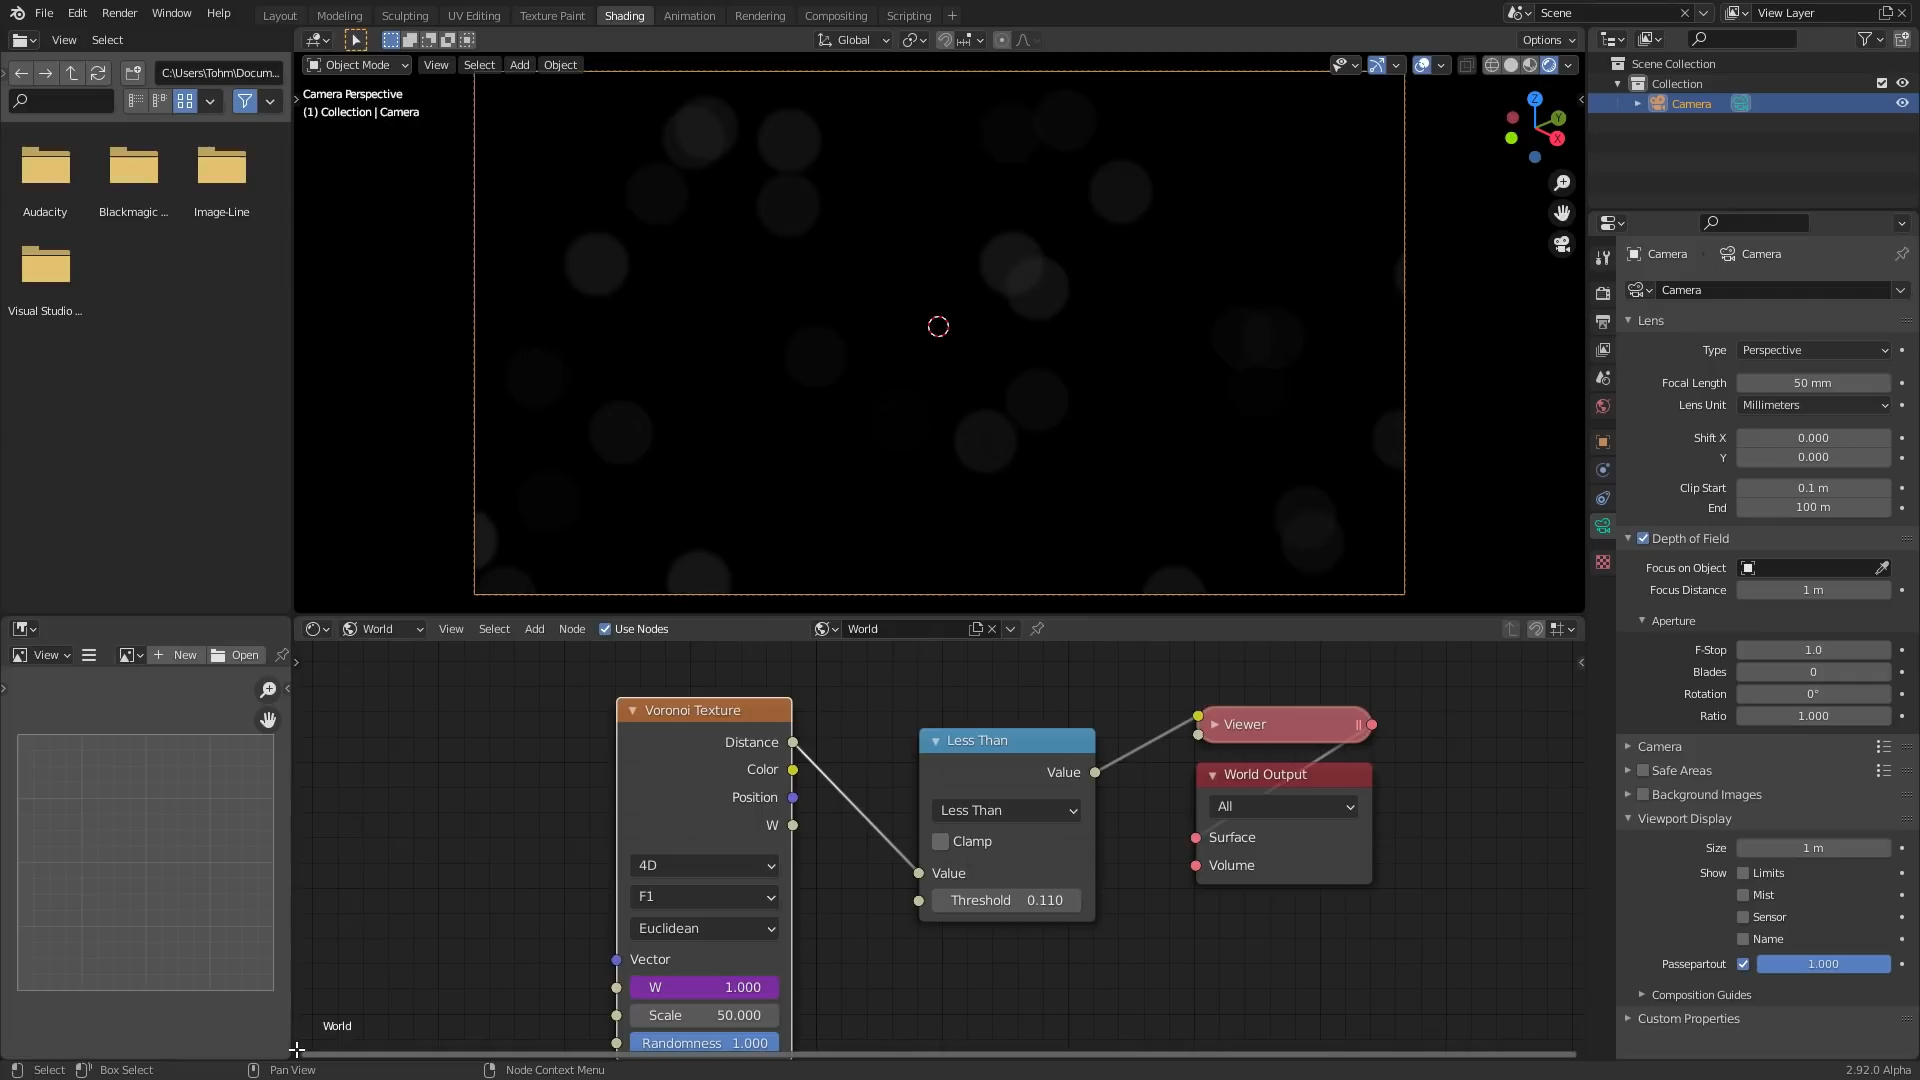 File Edit Render Window Help
Layout Modeling Sculpting UV Editing Texture Paint Shading Animation Rendering Compositing Scripting
Scene
View Layer
View Select
Global
Options
C:\Users\Tohm\Docum...
Object Mode View Select Add Object
Camera Perspective
(1) Collection | Camera
Z
Y
X
Audacity
Blackmagic ...
Image-Line
Visual Studio ...
Scene Collection
Collection
Camera
Camera Camera
Camera
Lens
Type Perspective
Focal Length 50 mm
Lens Unit Millimeters
Shift X 0.000
Y 0.000
Clip Start 0.1 m
End 100 m
Depth of Field
Focus on Object
Focus Distance 1 m
Aperture
F-Stop 1.0
Blades 0
Rotation 0°
Ratio 1.000
Camera
Safe Areas
Background Images
Viewport Display
Size 1 m
Show Limits
Mist
Sensor
Name
Passepartout 1.000
Composition Guides
Custom Properties
View New Open
World View Select Add Node Use Nodes World
Voronoi Texture
Distance
Color
Position
W
4D
F1
Euclidean
Vector
W 1.000
Scale 50.000
Randomness 1.000
Less Than
Value
Less Than
Clamp
Value
Threshold 0.110
Viewer
World Output
All
Surface
Volume
World
Select Box Select Pan View Node Context Menu
2.92.0 Alpha